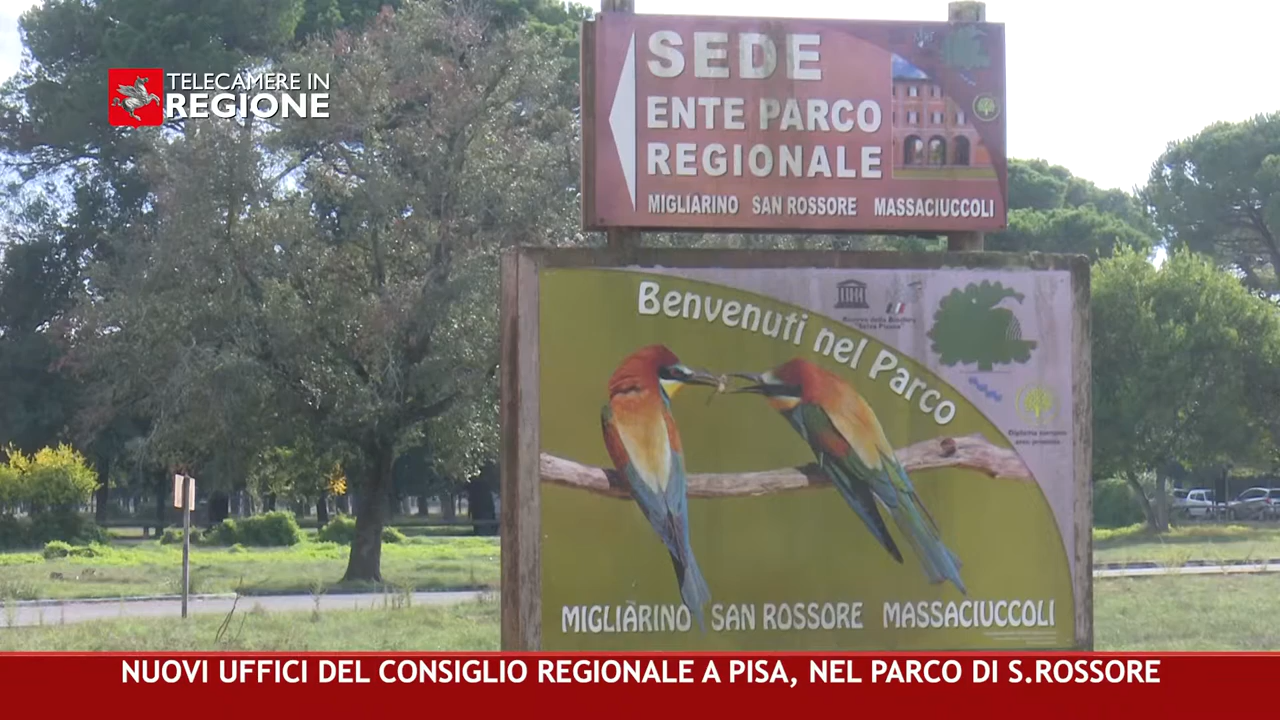 TELECAMERE IN
REGIONE
SEDE
ENTE PARCO
REGIONALE
MIGLIARINO SAN ROSSORE MASSACIUCCOLI
Benvenuti nel Parco
MIGLIARINO SAN ROSSORE MASSACIUCCOLI
NUOVI UFFICI DEL CONSIGLIO REGIONALE A PISA, NEL PARCO DI S.ROSSORE